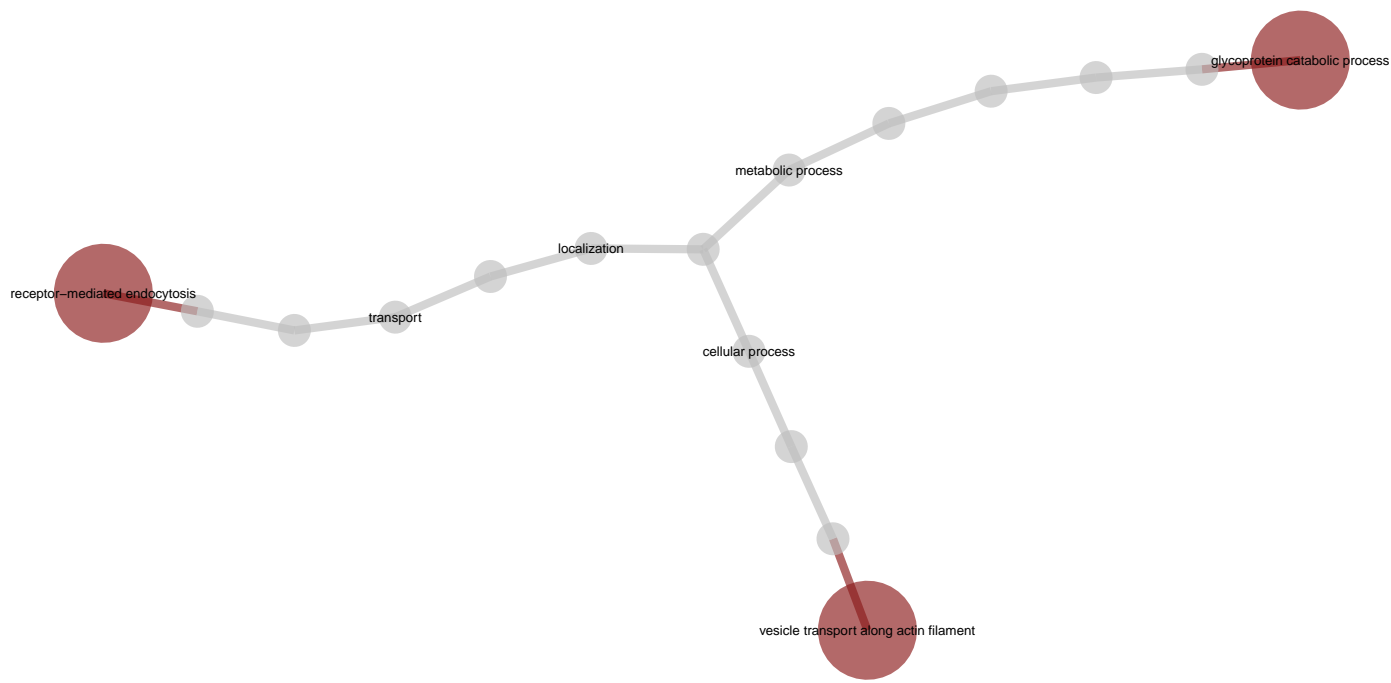 glycoprotein catabolic process
metabolic process
localization
receptor–mediated endocytosis
transport
cellular process
vesicle transport along actin filament